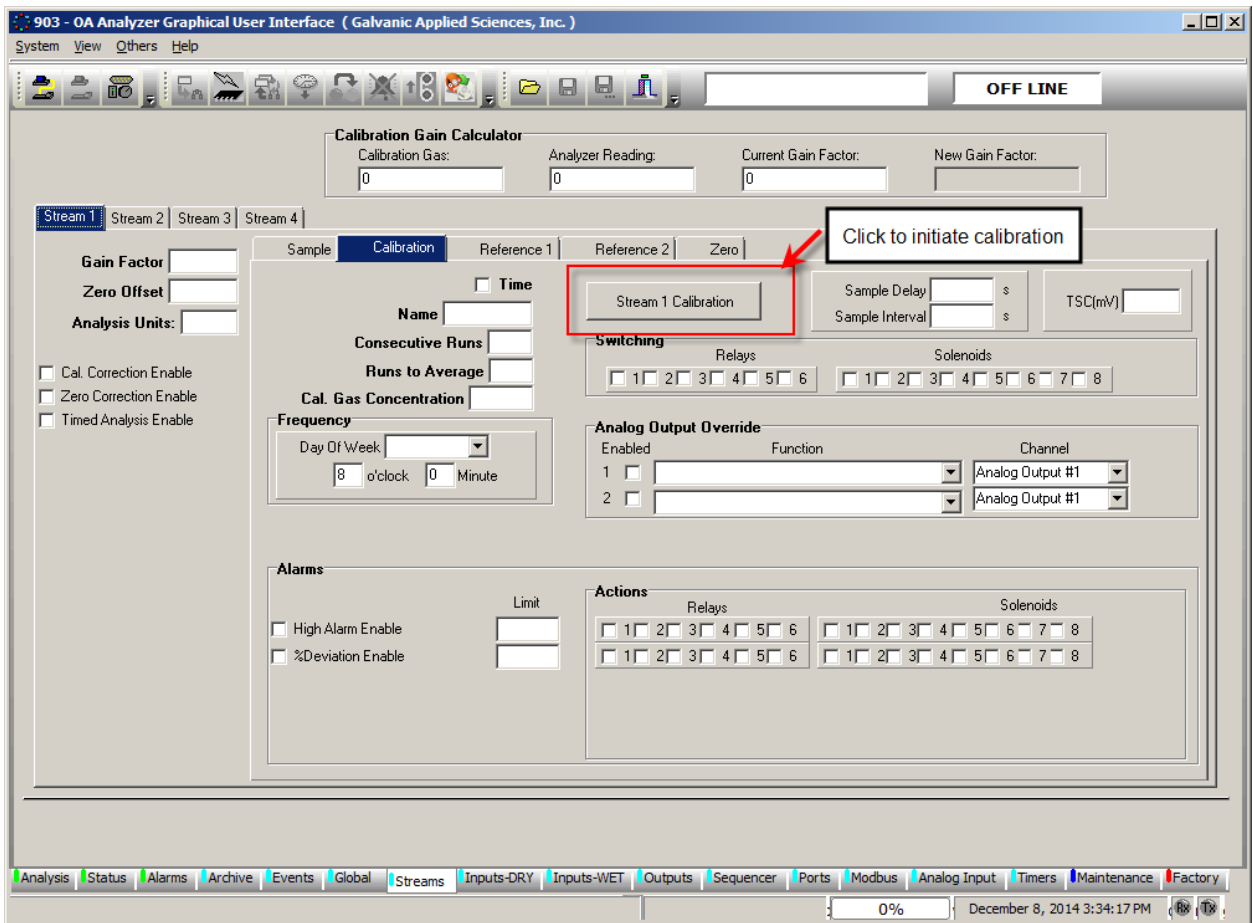 903 - OA Analyzer Graphical User Interface ( Galvanic Applied Sciences, Inc. )
System View Others Help
OFF LINE
Calibration Gain Calculator
Calibration Gas: Analyzer Reading: Current Gain Factor: New Gain Factor:
0 0 0
Stream 1 Stream 2 Stream 3 Stream 4
Click to initiate calibration
Sample Calibration Reference 1 Reference 2 Zero
Gain Factor
Zero Offset
Analysis Units:
Cal. Correction Enable
Zero Correction Enable
Timed Analysis Enable
Time
Name
Consecutive Runs
Runs to Average
Cal. Gas Concentration
Frequency
Day Of Week
8 o'clock 0 Minute
Stream 1 Calibration
Sample Delay s
Sample Interval s
TSC(mV)
Switching
Relays Solenoids
1 2 3 4 5 6 1 2 3 4 5 6 7 8
Analog Output Override
Enabled Function Channel
1 Analog Output #1
2 Analog Output #1
Alarms
Limit
High Alarm Enable
%Deviation Enable
Actions
Relays Solenoids
1 2 3 4 5 6 1 2 3 4 5 6 7 8
1 2 3 4 5 6 1 2 3 4 5 6 7 8
Analysis Status Alarms Archive Events Global Streams Inputs-DRY Inputs-WET Outputs Sequencer Ports Modbus Analog Input Timers Maintenance Factory
0% December 8, 2014 3:34:17 PM Rx Tx